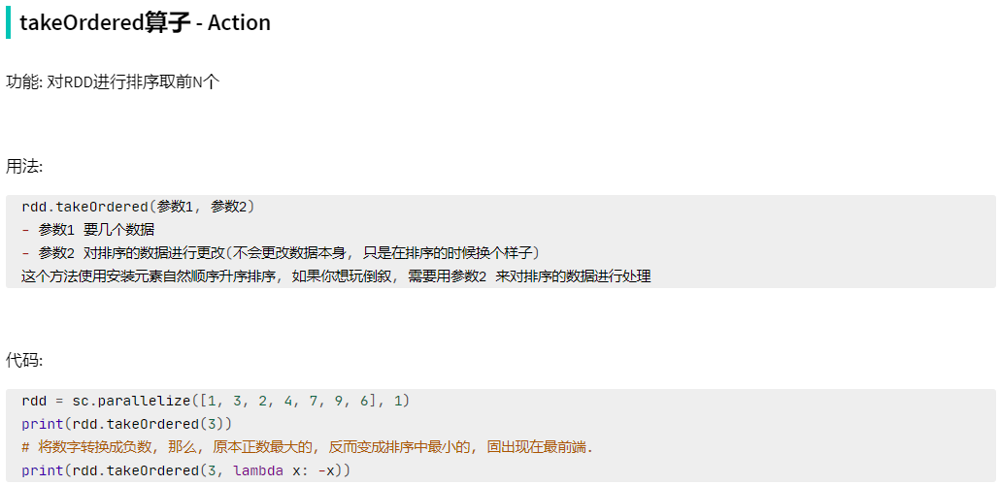 takeOrdered算子 - Action
功能: 对RDD进行排序取前N个
用法:
rdd.takeOrdered(参数1, 参数2)
- 参数1 要几个数据
- 参数2 对排序的数据进行更改(不会更改数据本身, 只是在排序的时候换个样子)
这个方法使用安装元素自然顺序升序排序, 如果你想玩倒叙, 需要用参数2 来对排序的数据进行处理
代码:
rdd = sc.parallelize([1, 3, 2, 4, 7, 9, 6], 1)
print(rdd.takeOrdered(3))
# 将数字转换成负数, 那么, 原本正数最大的, 反而变成排序中最小的, 固出现在最前端.
print(rdd.takeOrdered(3, lambda x: -x))